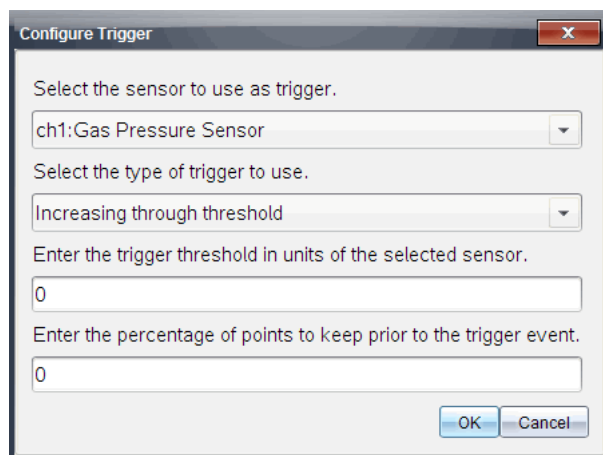 Configure Trigger
Select the sensor to use as trigger.
ch1:Gas Pressure Sensor
Select the type of trigger to use.
Increasing through threshold
Enter the trigger threshold in units of the selected sensor.
0
Enter the percentage of points to keep prior to the trigger event.
0
OK Cancel